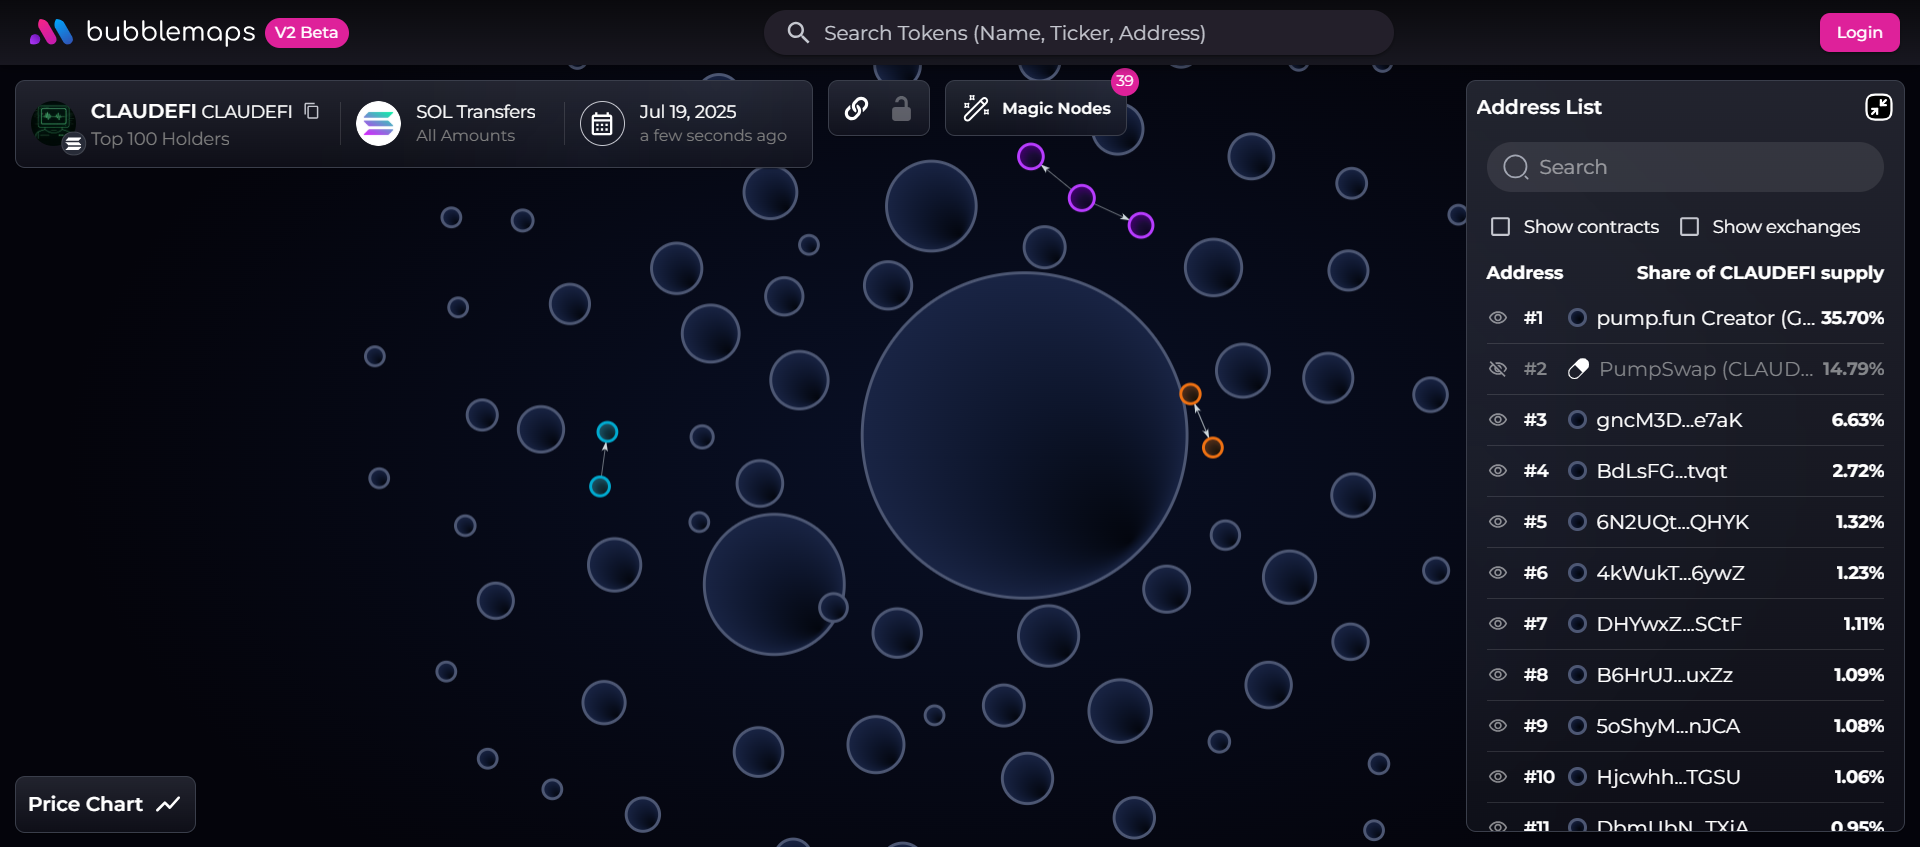 bubblemaps V2 Beta
Search Tokens (Name, Ticker, Address)
Login
CLAUDEFI CLAUDEFI
Top 100 Holders
SOL Transfers
All Amounts
Jul 19, 2025
a few seconds ago
Magic Nodes
39
Address List
Search
Show contracts Show exchanges
Address Share of CLAUDEFI supply
#1 pump.fun Creator (G... 35.70%
#2 PumpSwap (CLAUD... 14.79%
#3 gncM3D...e7aK 6.63%
#4 BdLsFG...tvqt 2.72%
#5 6N2UQt...QHYK 1.32%
#6 4kWukT...6ywZ 1.23%
#7 DHYwxZ...SCtF 1.11%
#8 B6HrUJ...uxZz 1.09%
#9 5oShyM...nJCA 1.08%
#10 Hjcwhh...TGSU 1.06%
#11 0.95%
Price Chart